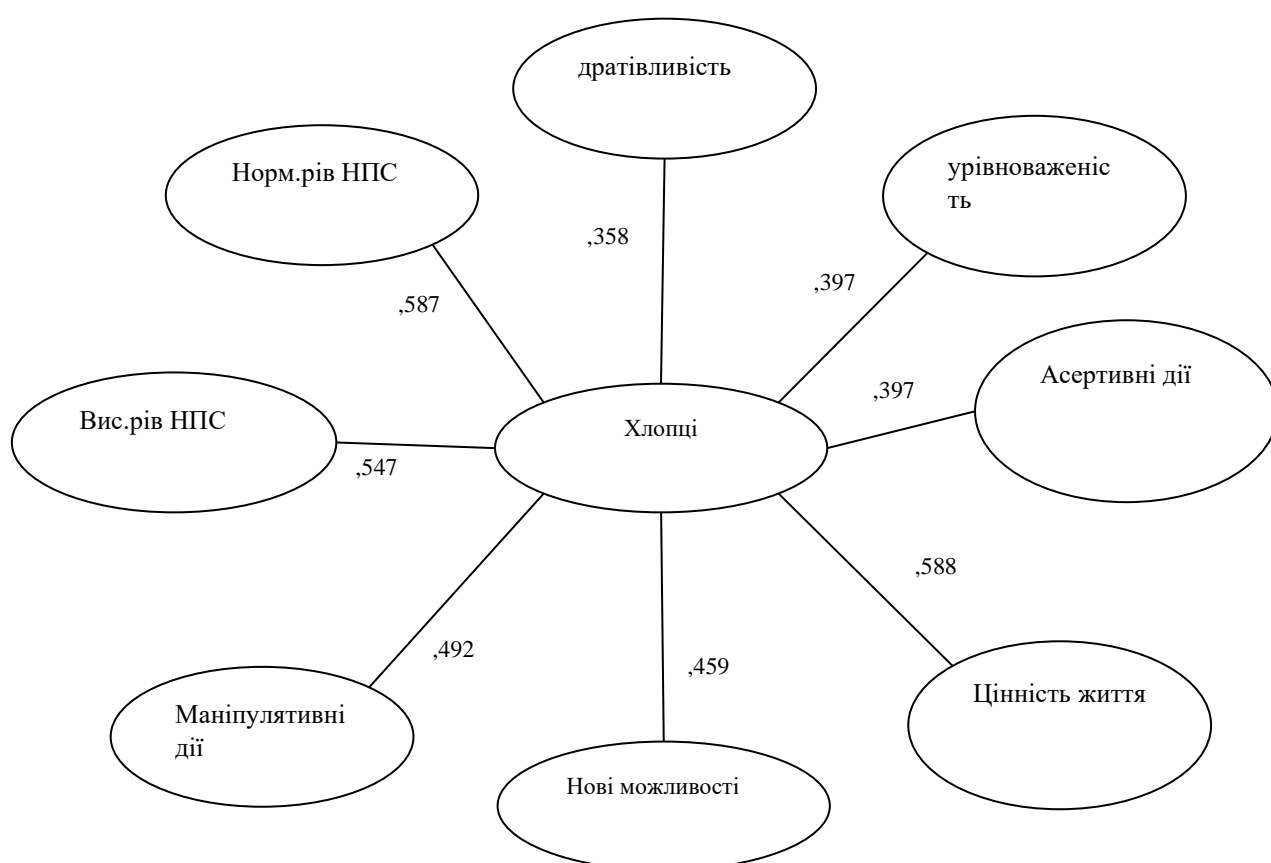 дратівливість
Норм.рів НПС
урівноваженіс
ть
,358
,397
,587
Асертивні дії
,397
Вис.рів НПС
Хлопці
,547
,588
,492
,459
Цінність життя
Маніпулятивні
дії
Нові можливості